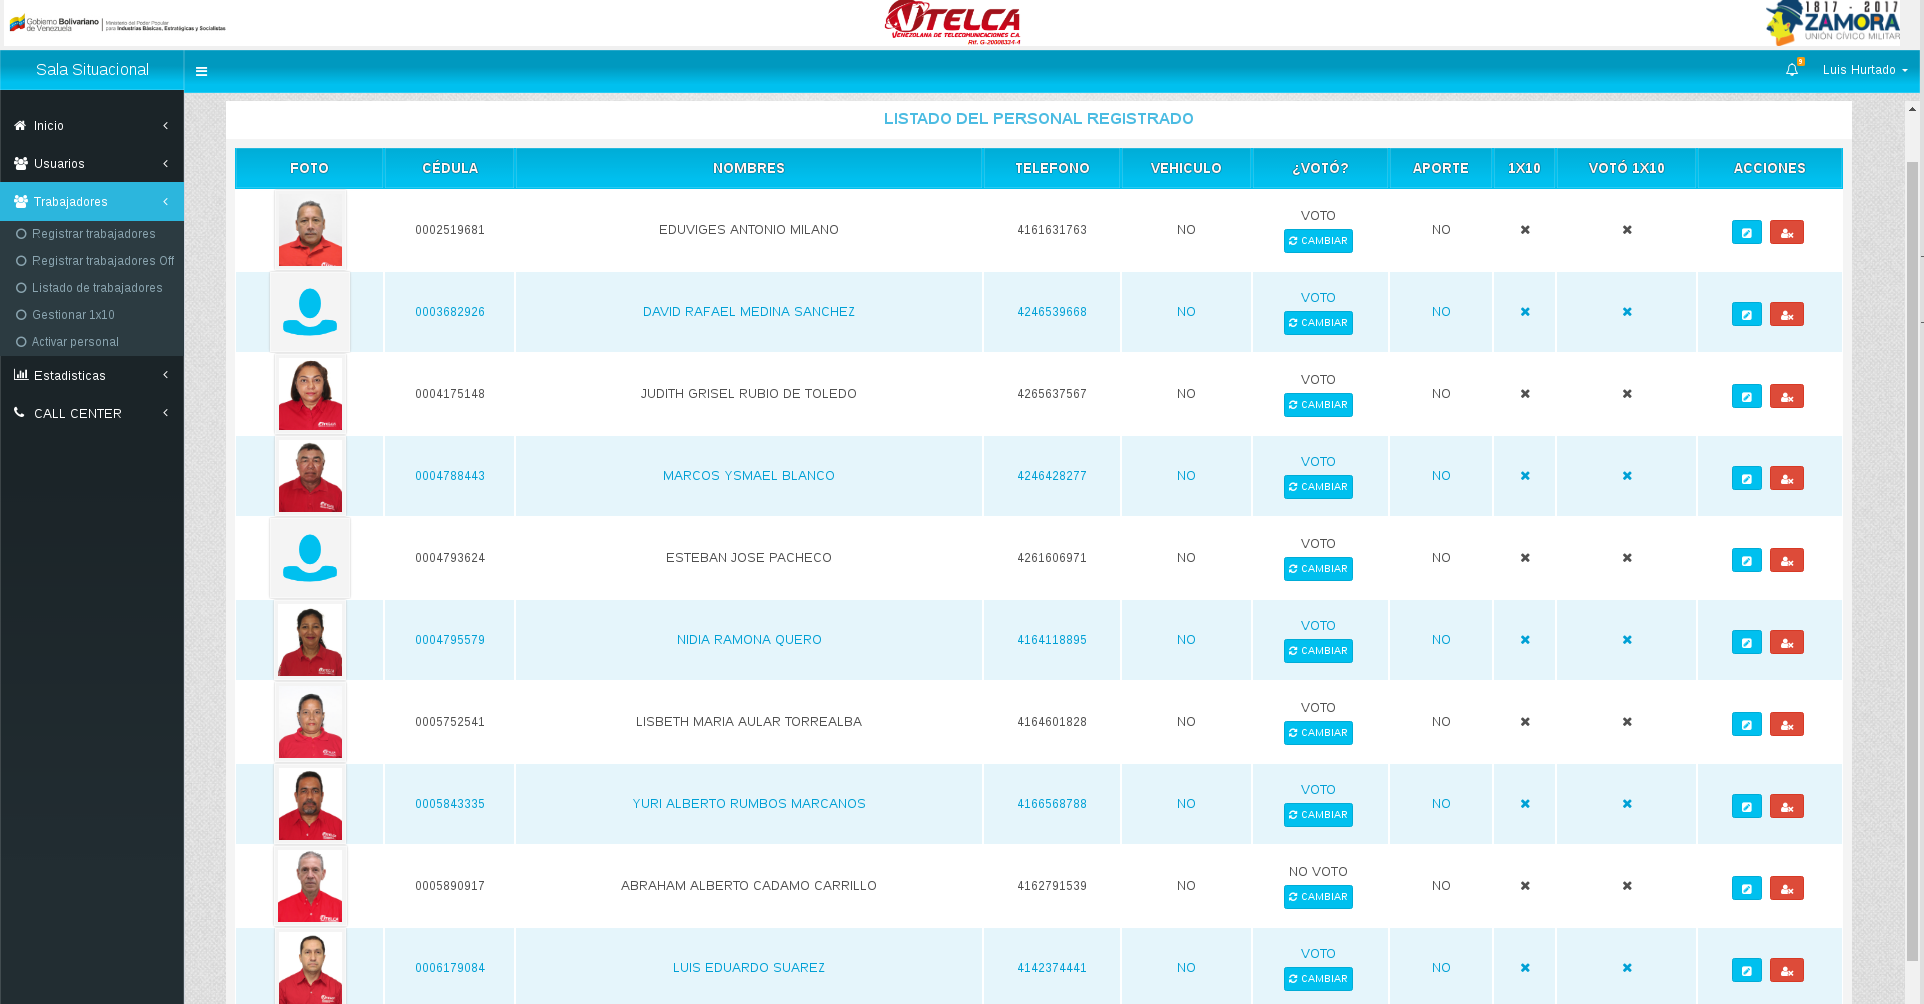 Gobierno Bolivariano de Venezuela
Ministerio del Poder Popular para Industrias Básicas, Estratégicas y Socialistas
VTELCA
VENEZOLANA DE TELECOMUNICACIONES C.A
Rif. G-20008324-4
1817 - 2017
ZAMORA
UNIÓN CÍVICO MILITAR
Sala Situacional
9
Luis Hurtado
Inicio
Usuarios
Trabajadores
Registrar trabajadores
Registrar trabajadores Off
Listado de trabajadores
Gestionar 1x10
Activar personal
Estadisticas
CALL CENTER
LISTADO DEL PERSONAL REGISTRADO
FOTO CÉDULA NOMBRES TELEFONO VEHICULO ¿VOTÓ? APORTE 1X10 VOTÓ 1X10 ACCIONES
0002519681 EDUVIGES ANTONIO MILANO 4161631763 NO VOTO CAMBIAR NO
0003682926 DAVID RAFAEL MEDINA SANCHEZ 4246539668 NO VOTO CAMBIAR NO
0004175148 JUDITH GRISEL RUBIO DE TOLEDO 4265637567 NO VOTO CAMBIAR NO
0004788443 MARCOS YSMAEL BLANCO 4246428277 NO VOTO CAMBIAR NO
0004793624 ESTEBAN JOSE PACHECO 4261606971 NO VOTO CAMBIAR NO
0004795579 NIDIA RAMONA QUERO 4164118895 NO VOTO CAMBIAR NO
0005752541 LISBETH MARIA AULAR TORREALBA 4164601828 NO VOTO CAMBIAR NO
0005843335 YURI ALBERTO RUMBOS MARCANOS 4166568788 NO VOTO CAMBIAR NO
0005890917 ABRAHAM ALBERTO CADAMO CARRILLO 4162791539 NO NO VOTO CAMBIAR NO
0006179084 LUIS EDUARDO SUAREZ 4142374441 NO VOTO CAMBIAR NO